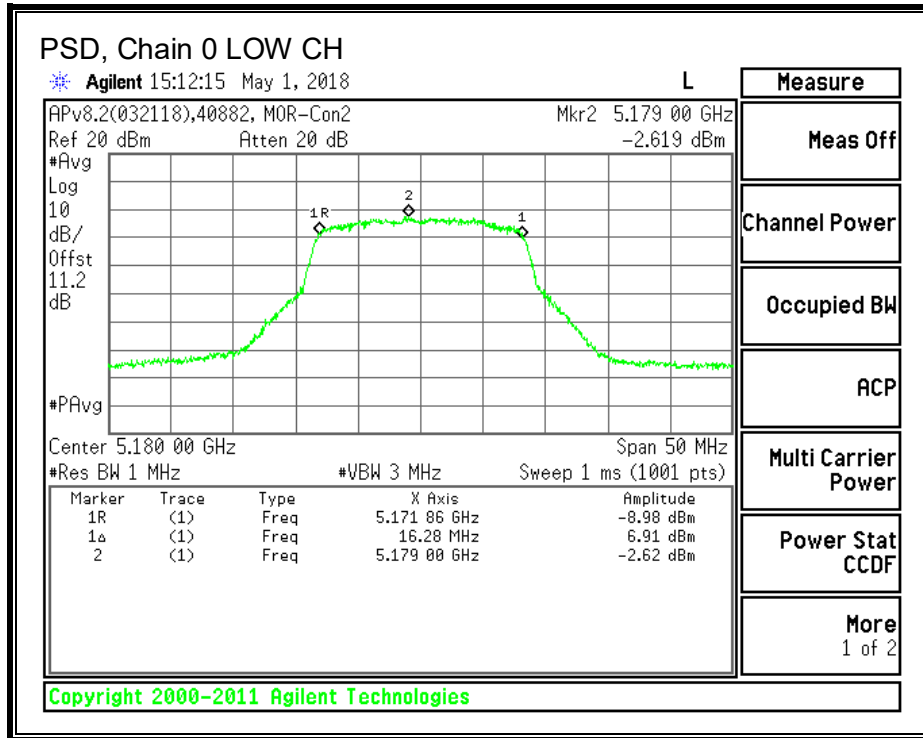 PSD, Chain 0 LOW CH
Agilent 15:12:15 May 1, 2018 L
APv8.2(032118),40882, MOR-Con2 Mkr2 5.179 00 GHz
Ref 20 dBm Atten 20 dB -2.619 dBm
#Avg
Log
10
dB/
Offst
11.2
dB
#PAvg
1R
2
1
Center 5.180 00 GHz Span 50 MHz
#Res BW 1 MHz #VBW 3 MHz Sweep 1 ms (1001 pts)
Marker Trace Type X Axis Amplitude
1R (1) Freq 5.171 86 GHz -8.98 dBm
1Δ (1) Freq 16.28 MHz 6.91 dBm
2 (1) Freq 5.179 00 GHz -2.62 dBm
Copyright 2000-2011 Agilent Technologies
Measure
Meas Off
Channel Power
Occupied BW
ACP
Multi Carrier
Power
Power Stat
CCDF
More
1 of 2